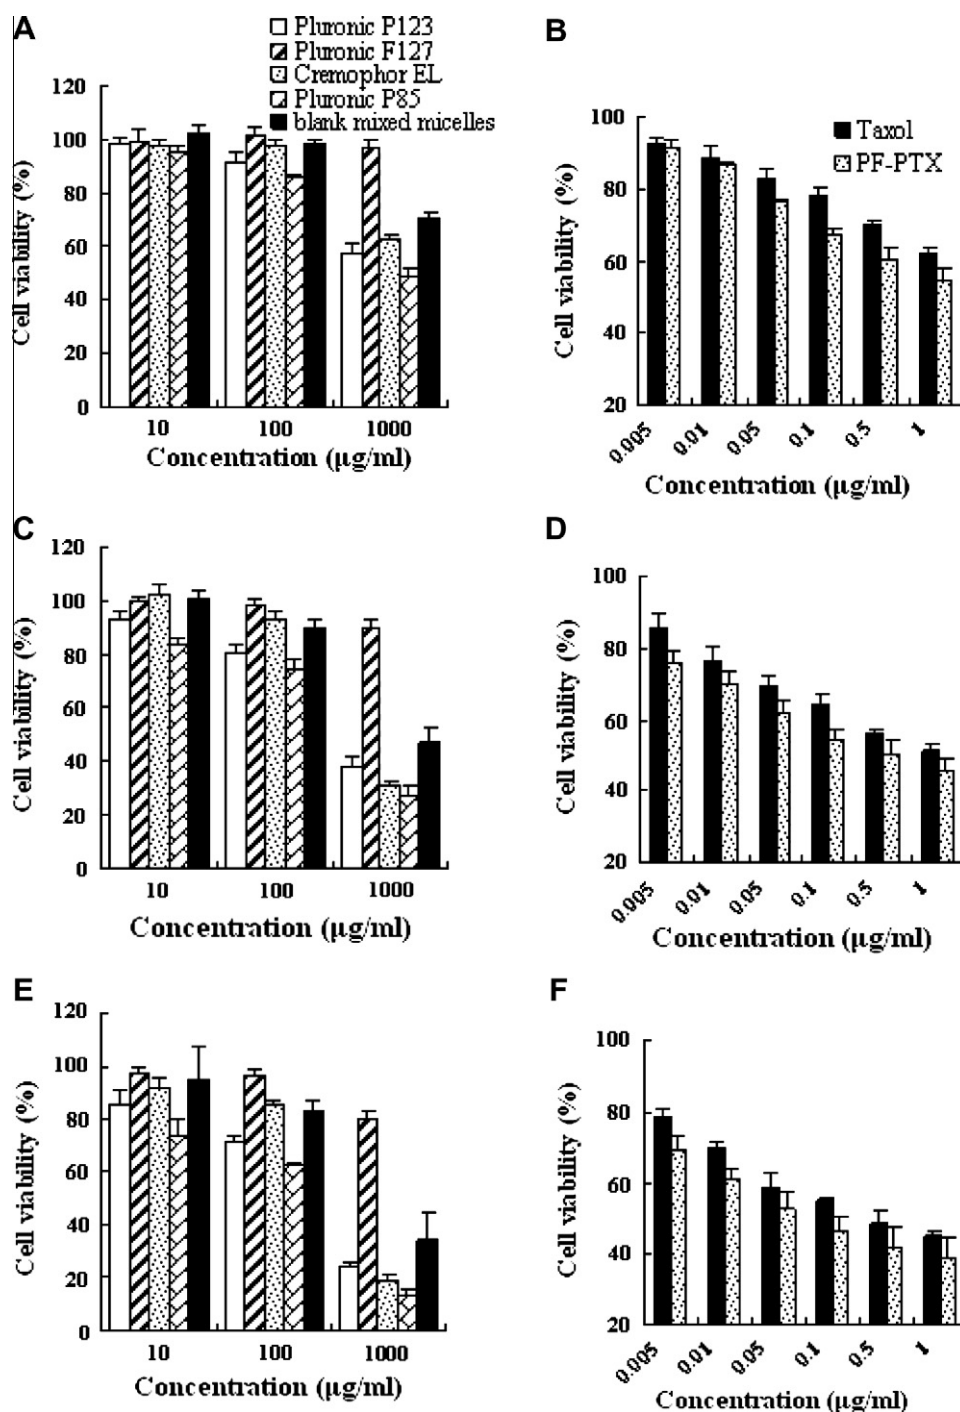 A
Pluronic P123
Pluronic F127
Cremophor EL
Pluronic P85
blank mixed micelles
120
100
80
60
40
20
0
Cell viability (%)
10 100 1000
Concentration (μg/ml)
B
Taxol
PF-PTX
100
80
60
40
20
Cell viability (%)
0.005 0.01 0.05 0.1 0.5 1
Concentration (μg/ml)
C
120
100
80
60
40
20
0
Cell viability (%)
10 100 1000
Concentration (μg/ml)
D
100
80
60
40
20
Cell viability (%)
0.005 0.01 0.05 0.1 0.5 1
Concentration (μg/ml)
E
120
100
80
60
40
20
0
Cell viability (%)
10 100 1000
Concentration (μg/ml)
F
100
80
60
40
20
Cell viability (%)
0.005 0.01 0.05 0.1 0.5 1
Concentration (μg/ml)